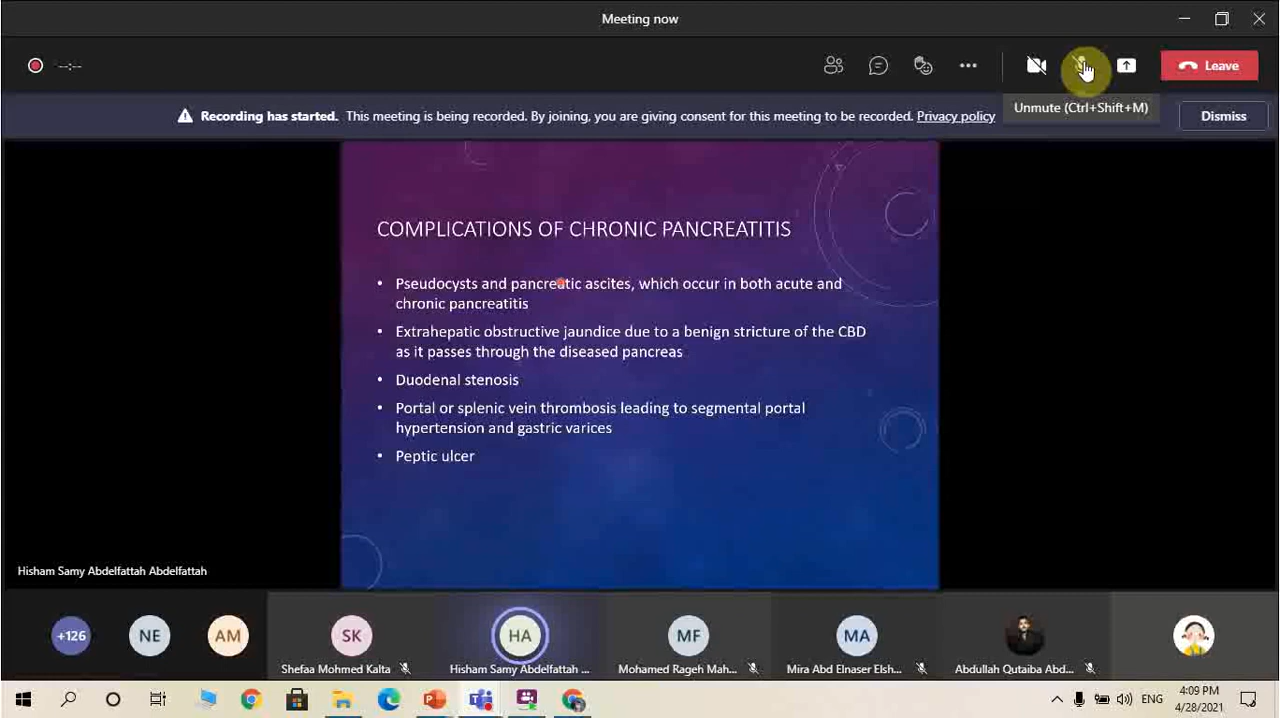 Meeting now
--:--
Leave
Recording has started. This meeting is being recorded. By joining, you are giving consent for this meeting to be recorded. Privacy policy
Unmute (Ctrl+Shift+M)
Dismiss
COMPLICATIONS OF CHRONIC PANCREATITIS
• Pseudocysts and pancreatic ascites, which occur in both acute and
chronic pancreatitis
• Extrahepatic obstructive jaundice due to a benign stricture of the CBD
as it passes through the diseased pancreas
• Duodenal stenosis
• Portal or splenic vein thrombosis leading to segmental portal
hypertension and gastric varices
• Peptic ulcer
Hisham Samy Abdelfattah Abdelfattah
+126
NE
AM
SK
HA
MF
MA
Shefaa Mohmed Kalta
Hisham Samy Abdelfattah ...
Mohamed Rageh Mah...
Mira Abd Elnaser Elsh...
Abdullah Qutaiba Abd...
ENG
4:09 PM
4/28/2021